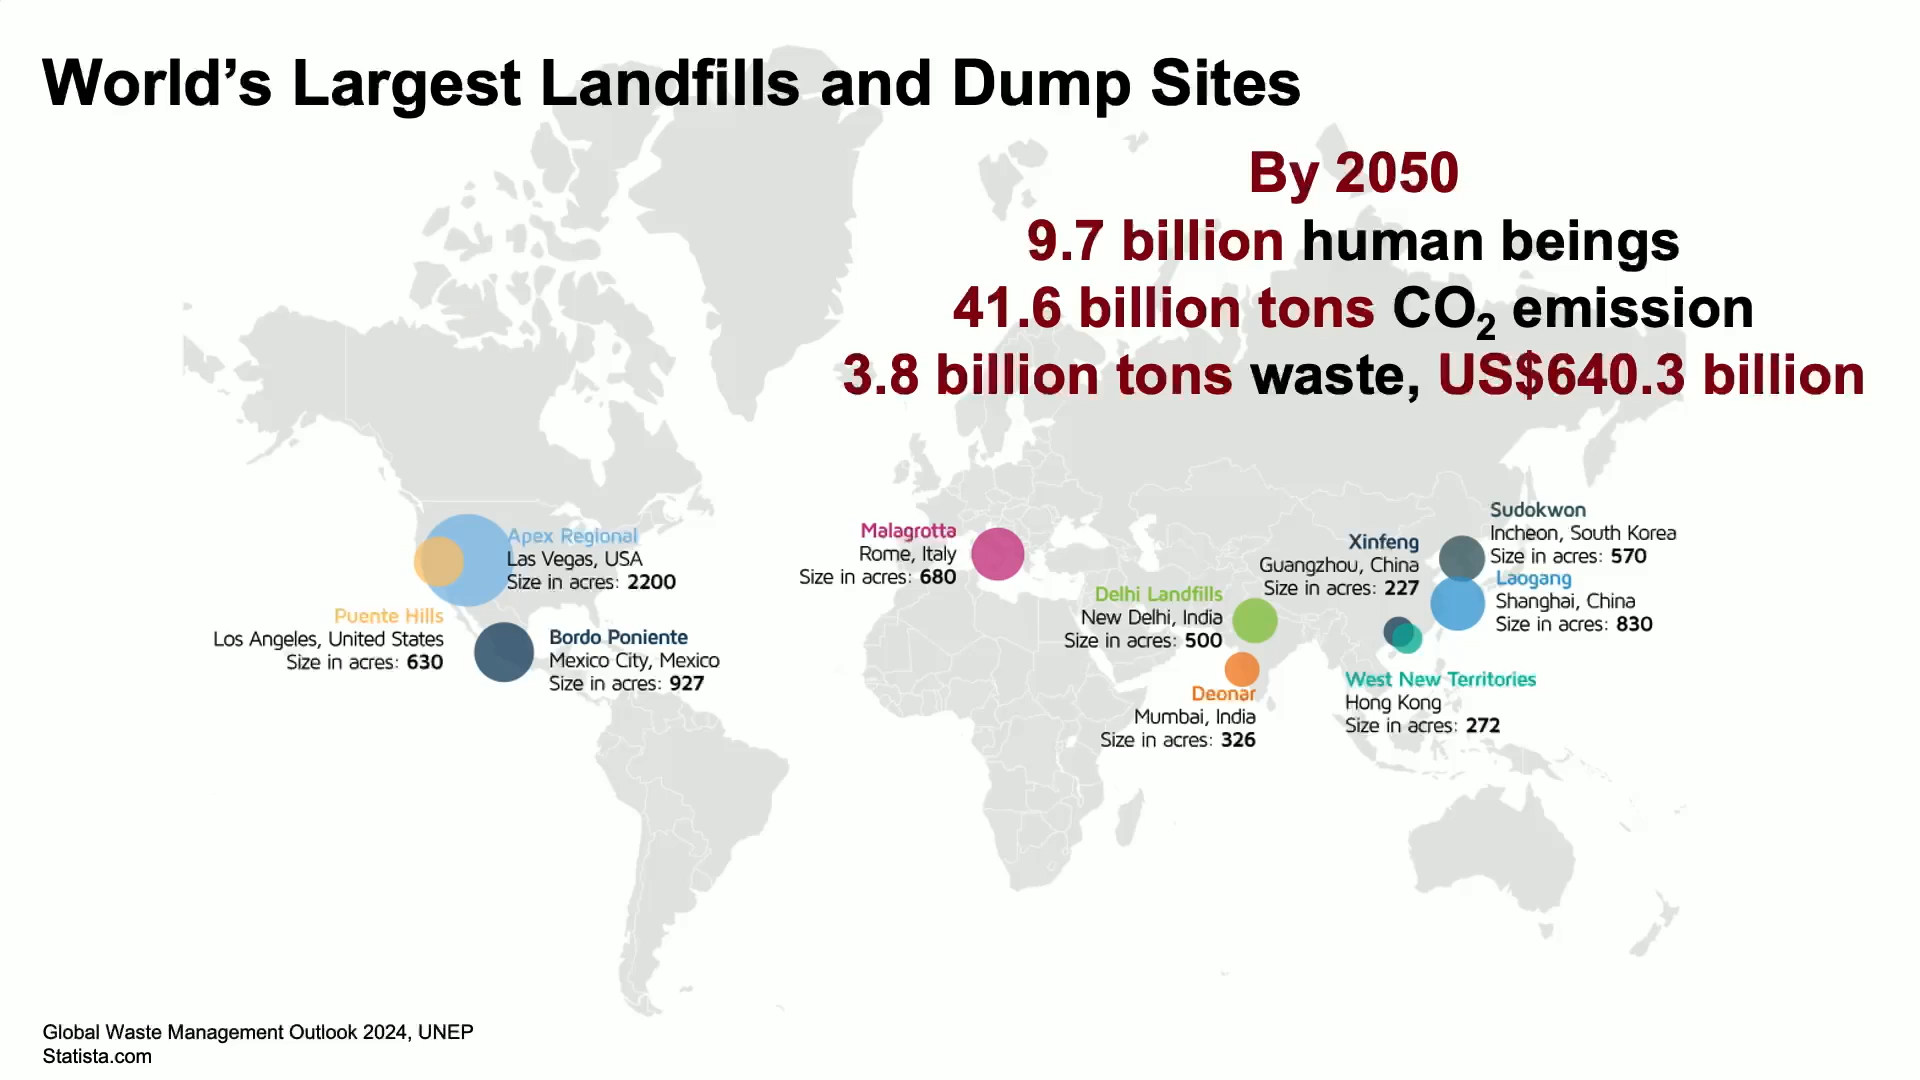 World’s Largest Landfills and Dump Sites
By 2050
9.7 billion human beings
41.6 billion tons CO₂ emission
3.8 billion tons waste, US$640.3 billion
Apex Regional
Las Vegas, USA
Size in acres: 2200
Puente Hills
Los Angeles, United States
Size in acres: 630
Bordo Poniente
Mexico City, Mexico
Size in acres: 927
Malagrotta
Rome, Italy
Size in acres: 680
Delhi Landfills
New Delhi, India
Size in acres: 500
Deonar
Mumbai, India
Size in acres: 326
Xinfeng
Guangzhou, China
Size in acres: 227
Sudokwon
Incheon, South Korea
Size in acres: 570
Laogang
Shanghai, China
Size in acres: 830
West New Territories
Hong Kong
Size in acres: 272
Global Waste Management Outlook 2024, UNEP
Statista.com